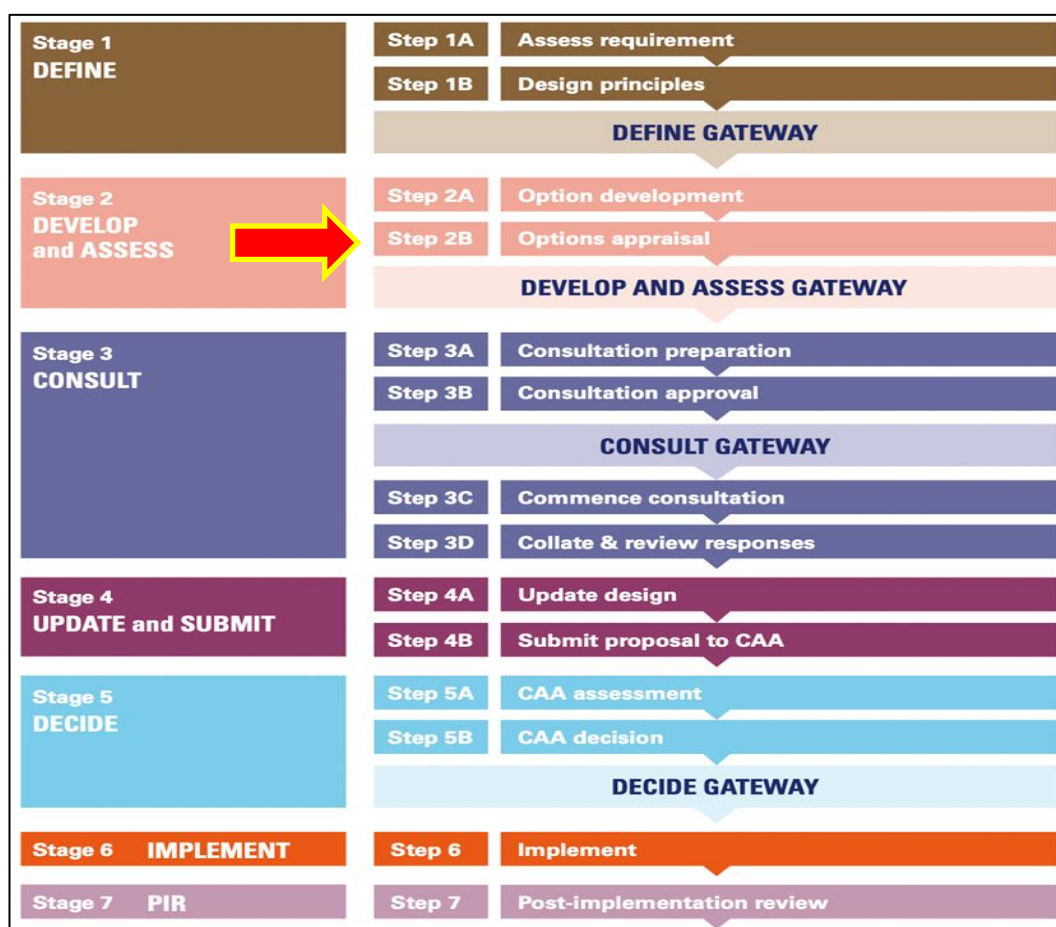 Stage 1
DEFINE
Step 1A Assess requirement
Step 1B Design principles
DEFINE GATEWAY
Stage 2
DEVELOP
and ASSESS
Step 2A Option development
Step 2B Options appraisal
DEVELOP AND ASSESS GATEWAY
Stage 3
CONSULT
Step 3A Consultation preparation
Step 3B Consultation approval
CONSULT GATEWAY
Step 3C Commence consultation
Step 3D Collate & review responses
Stage 4
UPDATE and SUBMIT
Step 4A Update design
Step 4B Submit proposal to CAA
Stage 5
DECIDE
Step 5A CAA assessment
Step 5B CAA decision
DECIDE GATEWAY
Stage 6 IMPLEMENT Step 6 Implement
Stage 7 PIR Step 7 Post-implementation review